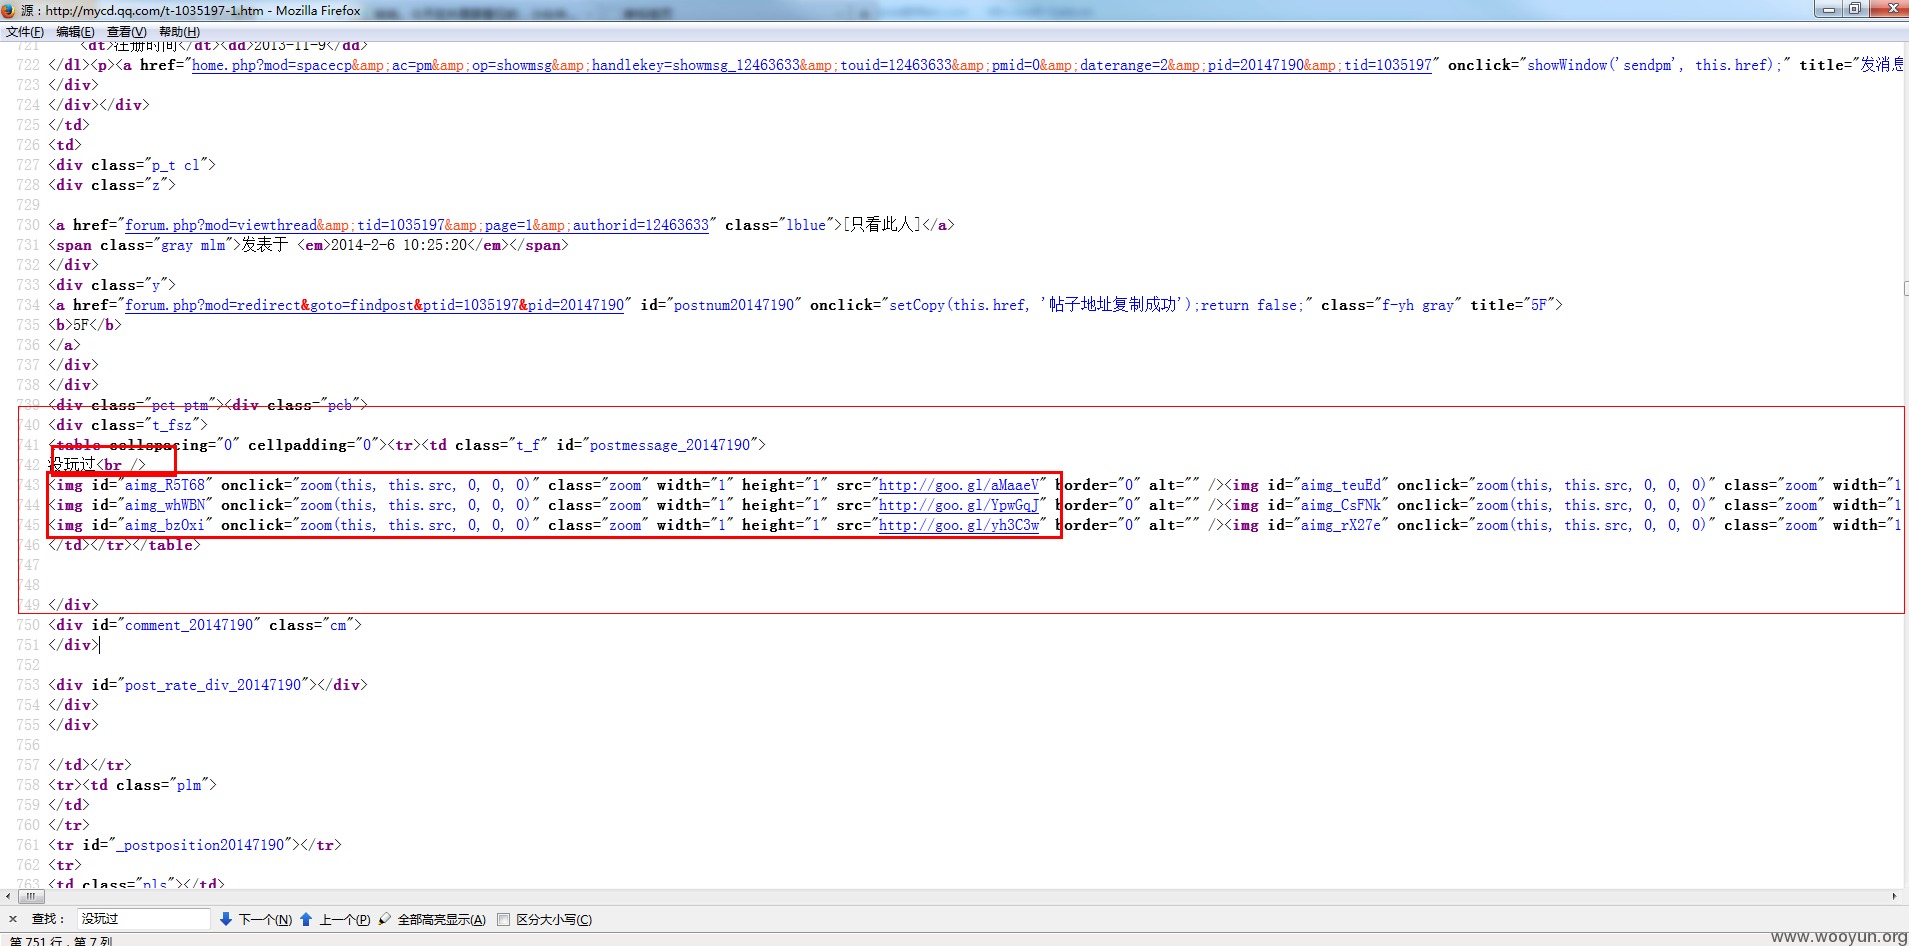 源：http://mycd.qq.com/t-1035197-1.htm - Mozilla Firefox
文件(F) 编辑(E) 查看(V) 帮助(H)
721 <dt>注册时间</dt><dd>2013-11-9</dd>
722 </dl><p><a href="home.php?mod=spacecp&amp;ac=pm&amp;op=showmsg&amp;handlekey=showmsg_12463633&amp;touid=12463633&amp;pmid=0&amp;daterange=2&amp;pid=20147190&amp;tid=1035197" onclick="showWindow('sendpm', this.href);" title="发消息
723 </div>
724 </div></div>
725 </td>
726 <td>
727 <div class="p_t cl">
728 <div class="z">
729
730 <a href="forum.php?mod=viewthread&amp;tid=1035197&amp;page=1&amp;authorid=12463633" class="lblue">[只看此人]</a>
731 <span class="gray mlm">发表于 <em>2014-2-6 10:25:20</em></span>
732 </div>
733 <div class="y">
734 <a href="forum.php?mod=redirect&goto=findpost&ptid=1035197&pid=20147190" id="postnum20147190" onclick="setCopy(this.href, '帖子地址复制成功');return false;" class="f-yh gray" title="5F">
735 <b>5F</b>
736 </a>
737 </div>
738 </div>
739 <div class="pct ptm"><div class="pcb">
740 <div class="t_fsz">
741 <table cellspacing="0" cellpadding="0"><tr><td class="t_f" id="postmessage_20147190">
742 没玩过<br />
743 <img id="aimg_R5T68" onclick="zoom(this, this.src, 0, 0, 0)" class="zoom" width="1" height="1" src="http://goo.gl/aMaaeV" border="0" alt="" /><img id="aimg_teuEd" onclick="zoom(this, this.src, 0, 0, 0)" class="zoom" width="1
744 <img id="aimg_whWBN" onclick="zoom(this, this.src, 0, 0, 0)" class="zoom" width="1" height="1" src="http://goo.gl/YpwGqJ" border="0" alt="" /><img id="aimg_CsFNk" onclick="zoom(this, this.src, 0, 0, 0)" class="zoom" width="1
745 <img id="aimg_bz0xi" onclick="zoom(this, this.src, 0, 0, 0)" class="zoom" width="1" height="1" src="http://goo.gl/yh3C3w" border="0" alt="" /><img id="aimg_rX27e" onclick="zoom(this, this.src, 0, 0, 0)" class="zoom" width="1
746 </td></tr></table>
747
748
749 </div>
750 <div id="comment_20147190" class="cm">
751 </div>
752
753 <div id="post_rate_div_20147190"></div>
754 </div>
755 </div>
756
757 </td></tr>
758 <tr><td class="plm">
759 </td>
760 </tr>
761 <tr id="_postposition20147190"></tr>
762 <tr>
763 <td class="pls"></td>
× 查找： 没玩过 下一个(N) 上一个(P) 全部高亮显示(A) 区分大小写(C)
第 751 行，第 7 列
www.wooyun.org